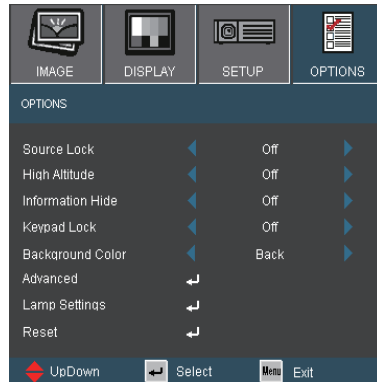 IMAGE DISPLAY SETUP OPTIONS
OPTIONS
Source Lock Off
High Altitude Off
Information Hide Off
Keypad Lock Off
Background Color Back
Advanced
Lamp Settings
Reset
UpDown Select Menu Exit